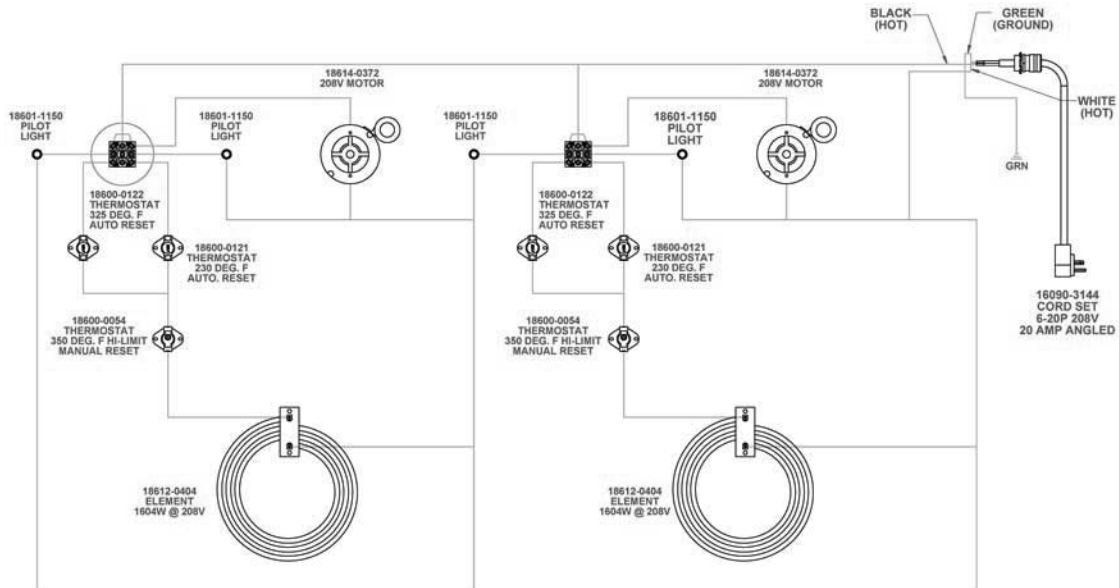 BLACK
(HOT)
GREEN
(GROUND)
WHITE
(HOT)
GRN
16090-3144
CORD SET
6-20P 208V
20 AMP ANGLED
18614-0372
208V MOTOR
18601-1150
PILOT
LIGHT
18601-1150
PILOT
LIGHT
18600-0122
THERMOSTAT
325 DEG. F
AUTO RESET
18600-0121
THERMOSTAT
230 DEG. F
AUTO. RESET
18600-0054
THERMOSTAT
350 DEG. F HI-LIMIT
MANUAL RESET
18612-0404
ELEMENT
1604W @ 208V
18614-0372
208V MOTOR
18601-1150
PILOT
LIGHT
18601-1150
PILOT
LIGHT
18600-0122
THERMOSTAT
325 DEG. F
AUTO RESET
18600-0121
THERMOSTAT
230 DEG. F
AUTO. RESET
18600-0054
THERMOSTAT
350 DEG. F HI-LIMIT
MANUAL RESET
18612-0404
ELEMENT
1604W @ 208V